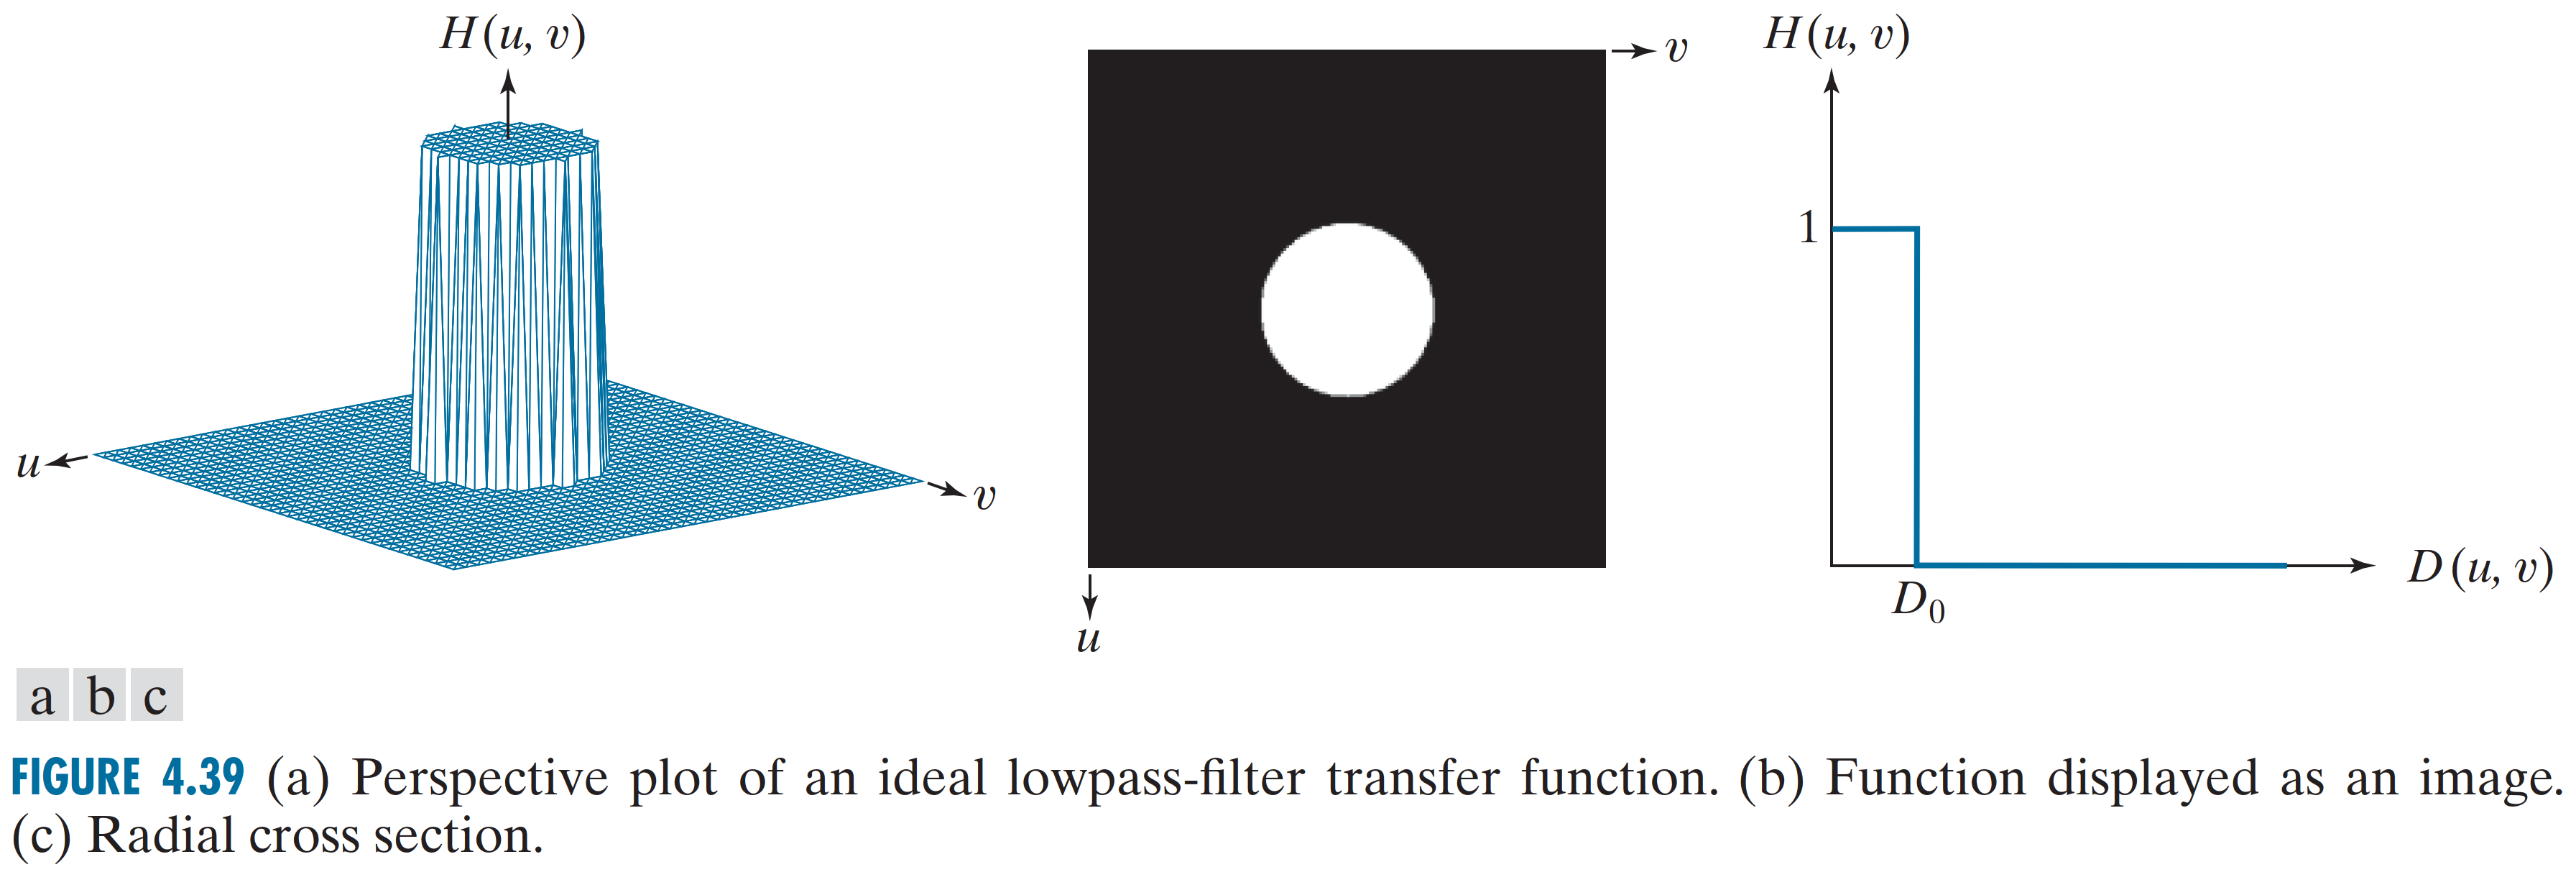 H(u, v)
u
v
v
u
H(u, v)
1
D₀
D(u, v)
a b c
FIGURE 4.39 (a) Perspective plot of an ideal lowpass-filter transfer function. (b) Function displayed as an image.
(c) Radial cross section.